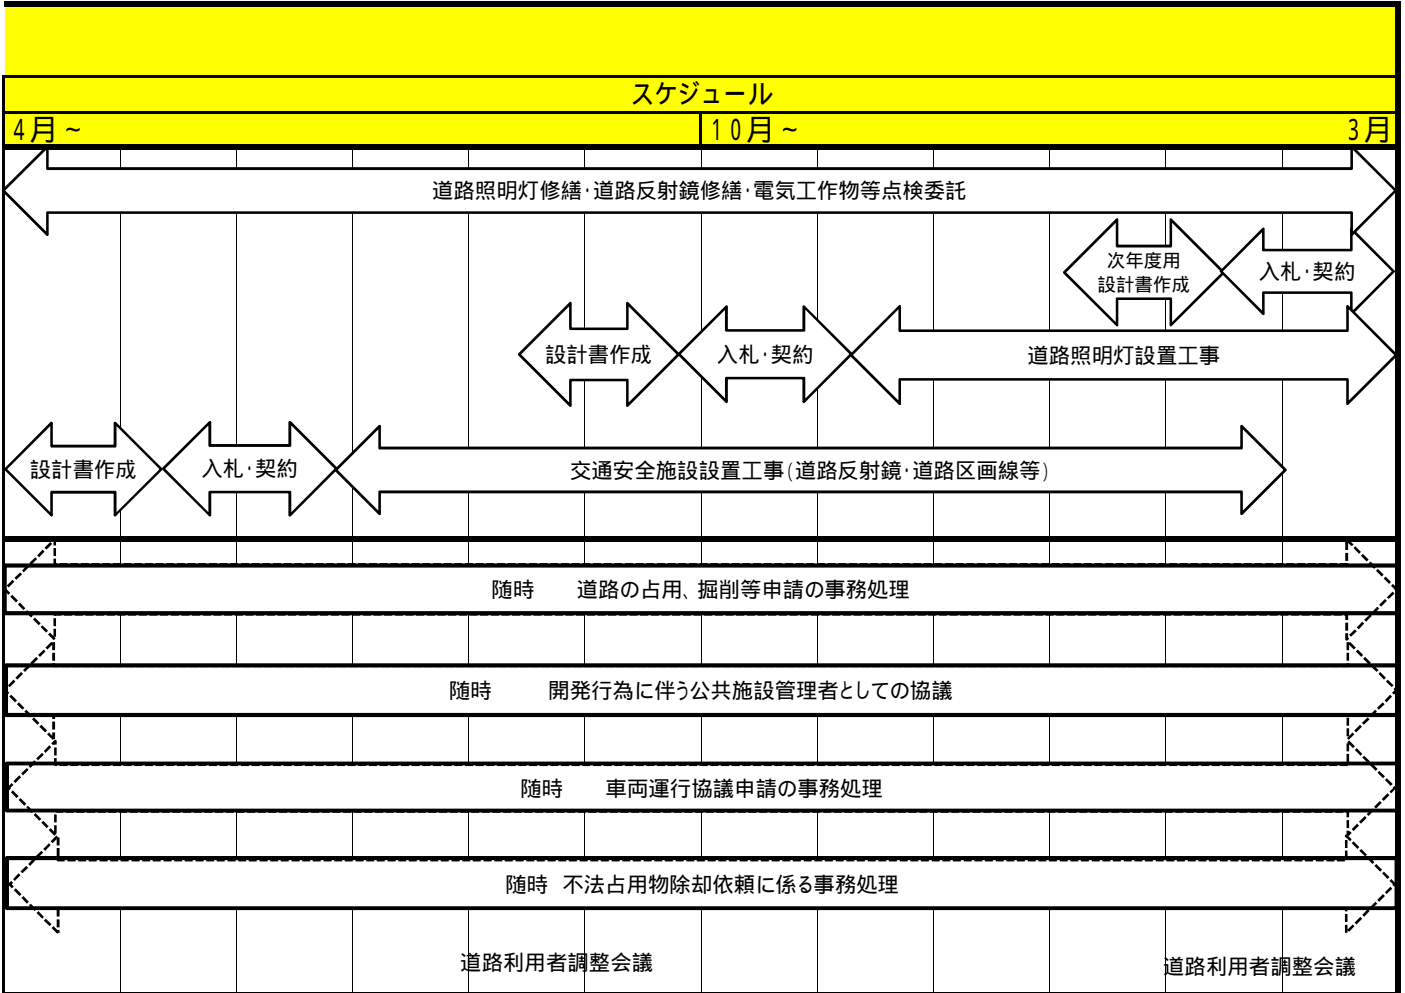 スケジュール
4月~ 10月~ 3月
道路照明灯修繕・道路反射鏡修繕・電気工作物等点検委託
次年度用
設計書作成
入札・契約
設計書作成
入札・契約
道路照明灯設置工事
設計書作成
入札・契約
交通安全施設設置工事(道路反射鏡・道路区画線等)
随時 道路の占用、掘削等申請の事務処理
随時 開発行為に伴う公共施設管理者としての協議
随時 車両運行協議申請の事務処理
随時 不法占用物除却依頼に係る事務処理
道路利用者調整会議
道路利用者調整会議